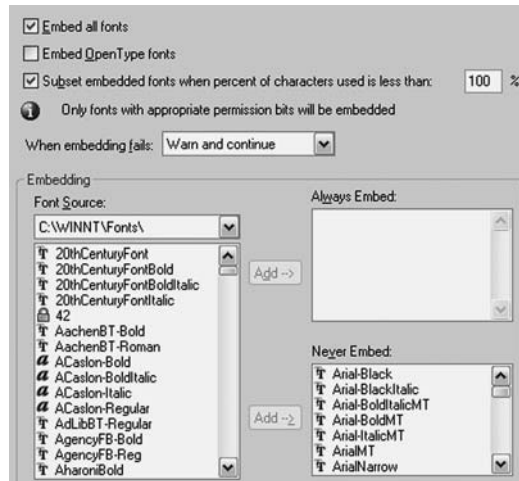 Embed all fonts
Embed OpenType fonts
Subset embedded fonts when percent of characters used is less than: 100 %
Only fonts with appropriate permission bits will be embedded
When embedding fails: Warn and continue
Embedding
Font Source:
C:\WINNT\Fonts\
20thCenturyFont
20thCenturyFontBold
20thCenturyFontBoldItalic
20thCenturyFontItalic
42
AachenBT-Bold
AachenBT-Roman
ACaslon-Bold
ACaslon-BoldItalic
ACaslon-Italic
ACaslon-Regular
AdLibBT-Regular
AgencyFB-Bold
AgencyFB-Reg
AharoniBold
Add -->
Add -->
Always Embed:
Never Embed:
Arial-Black
Arial-BlackItalic
Arial-BoldItalicMT
Arial-BoldMT
Arial-ItalicMT
ArialMT
ArialNarrow